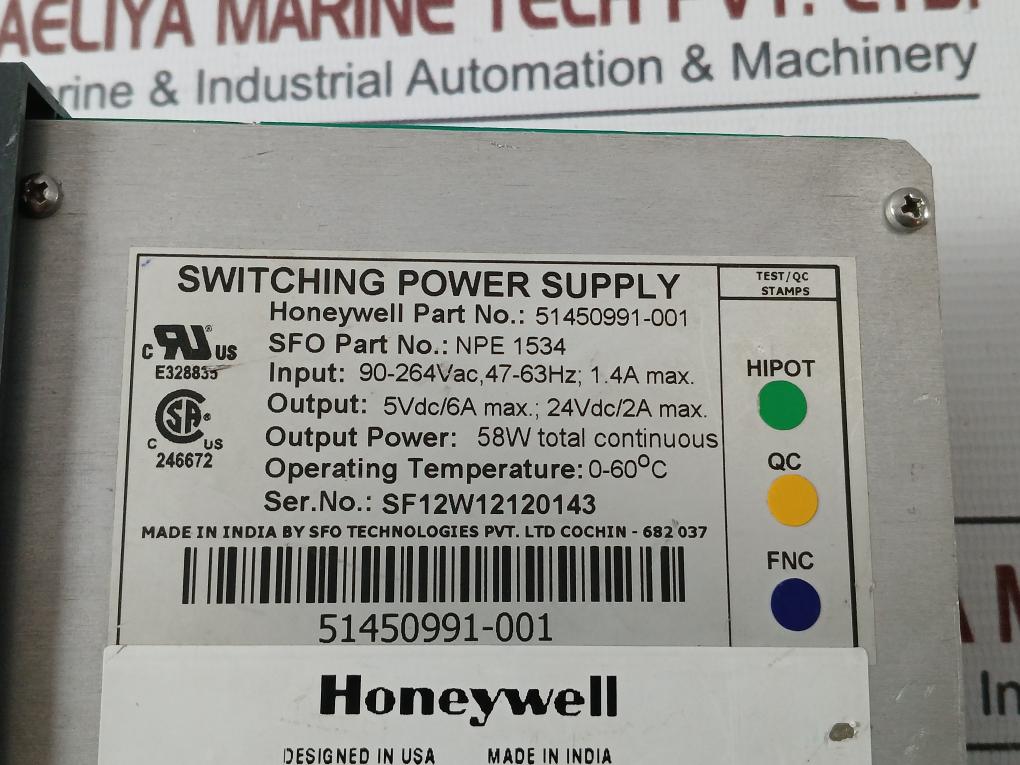 AELIYA MARINE TECH PVT. LTD.
rine & Industrial Automation & Machinery
SWITCHING POWER SUPPLY
Honeywell Part No.: 51450991-001
SFO Part No.: NPE 1534
Input: 90-264Vac,47-63Hz; 1.4A max.
Output: 5Vdc/6A max.; 24Vdc/2A max.
Output Power: 58W total continuous
Operating Temperature: 0-60°C
Ser.No.: SF12W12120143
MADE IN INDIA BY SFO TECHNOLOGIES PVT. LTD COCHIN - 682 037
51450991-001
C RU ® US
E328835
SA ®
C US
246672
TEST/QC
STAMPS
HIPOT
QC
FNC
Honeywell
DESIGNED IN USA MADE IN INDIA
A M
In